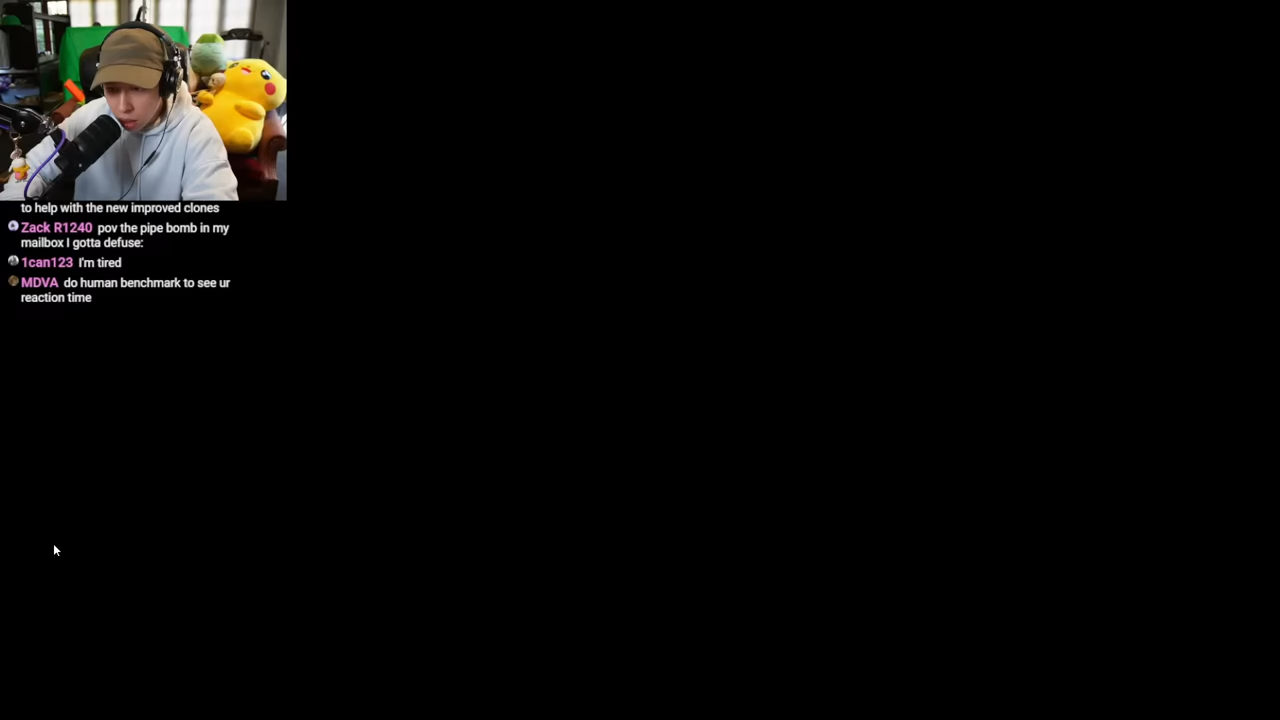 to help with the new improved clones
Zack R1240 pov the pipe bomb in my
mailbox I gotta defuse:
1can123 I'm tired
MDVA do human benchmark to see ur
reaction time